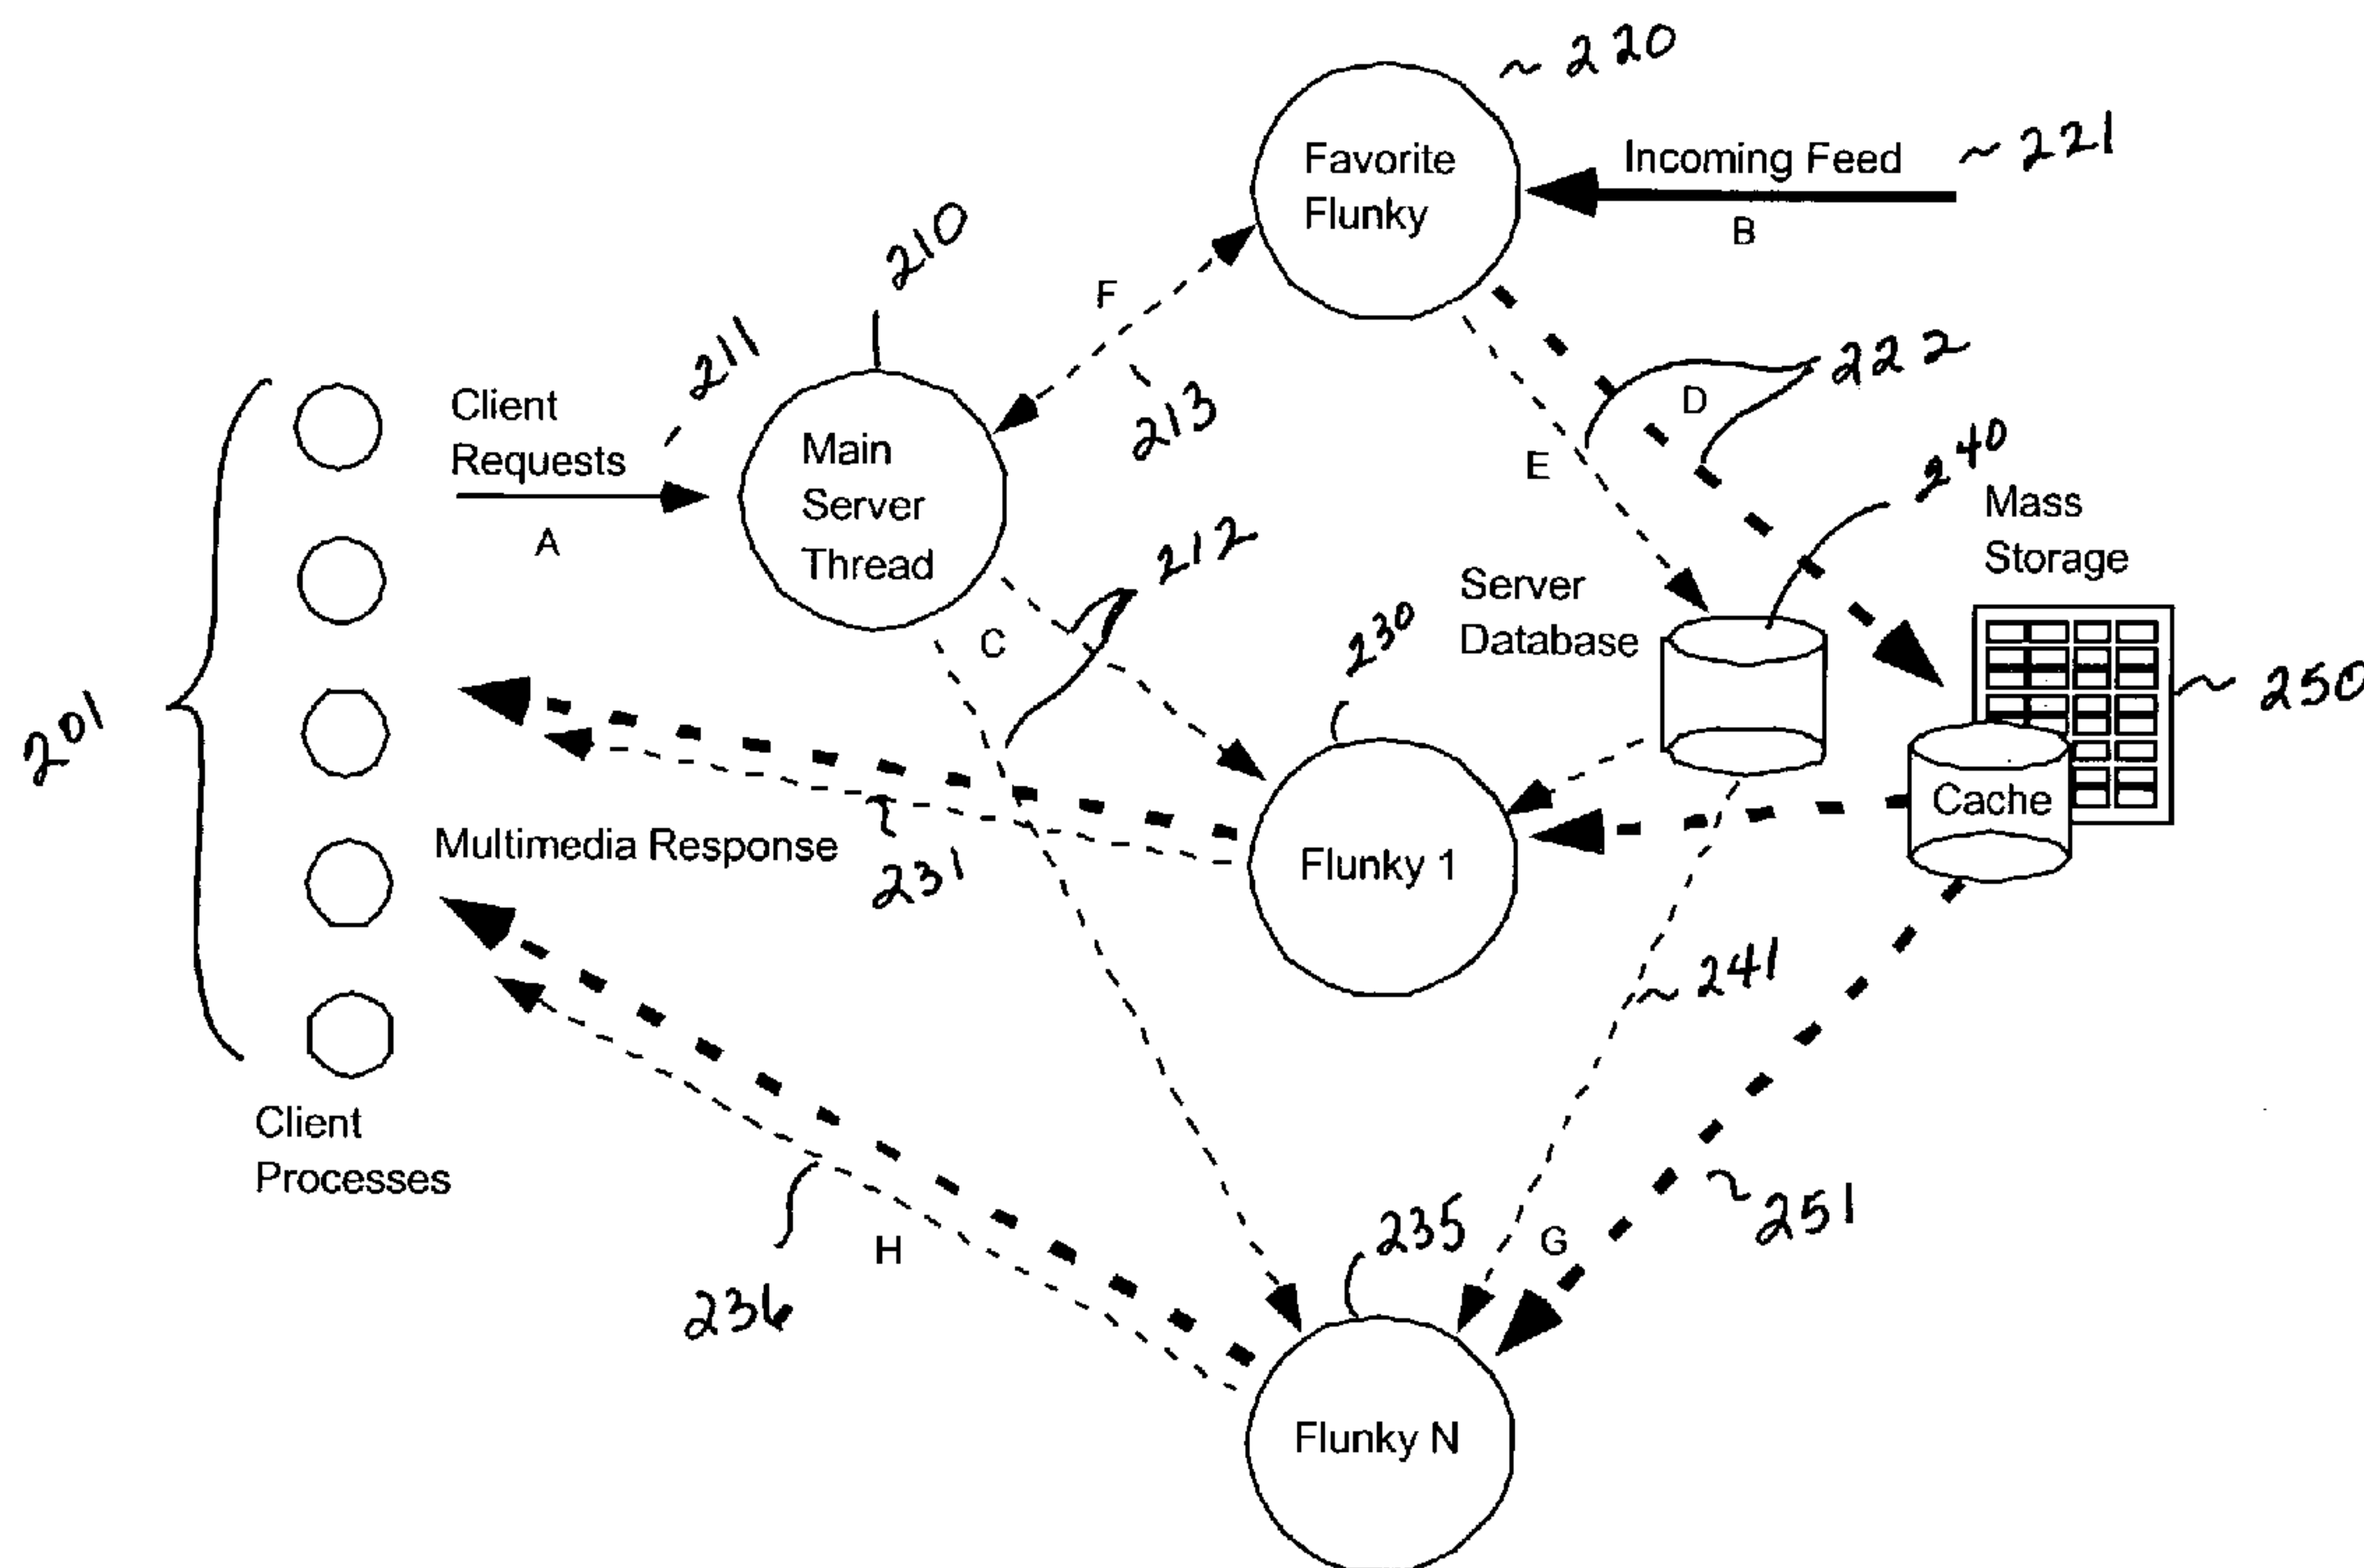 ~ 220
Favorite
Flunky
Incoming Feed
~ 221
B
210
F
211
213
Client
Requests
A
Main
Server
Thread
D
222
E
240
Mass
Storage
212
C
230
Server
Database
250
201
Cache
Multimedia Response
231
Flunky 1
~ 241
Client
Processes
~ 251
235
G
H
236
Flunky N